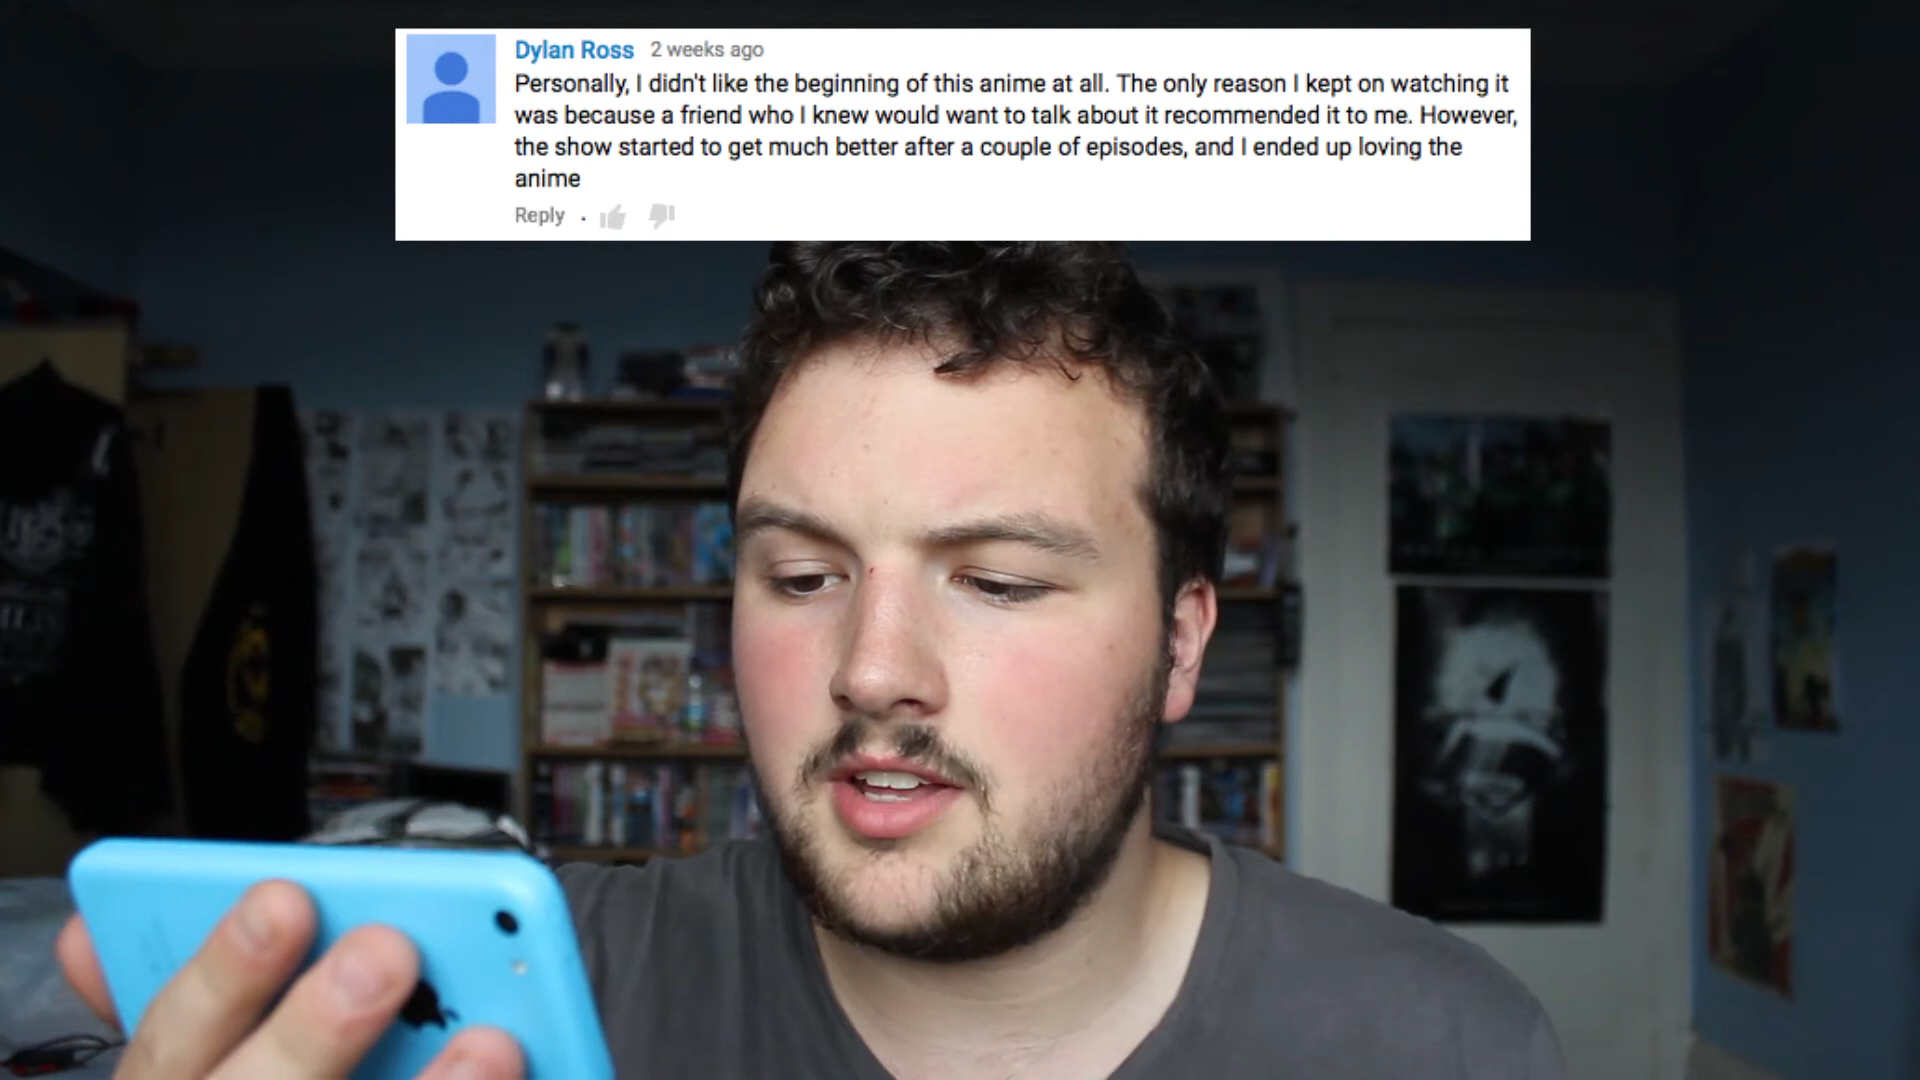 Dylan Ross 2 weeks ago
Personally, I didn't like the beginning of this anime at all. The only reason I kept on watching it
was because a friend who I knew would want to talk about it recommended it to me. However,
the show started to get much better after a couple of episodes, and I ended up loving the
anime
Reply .